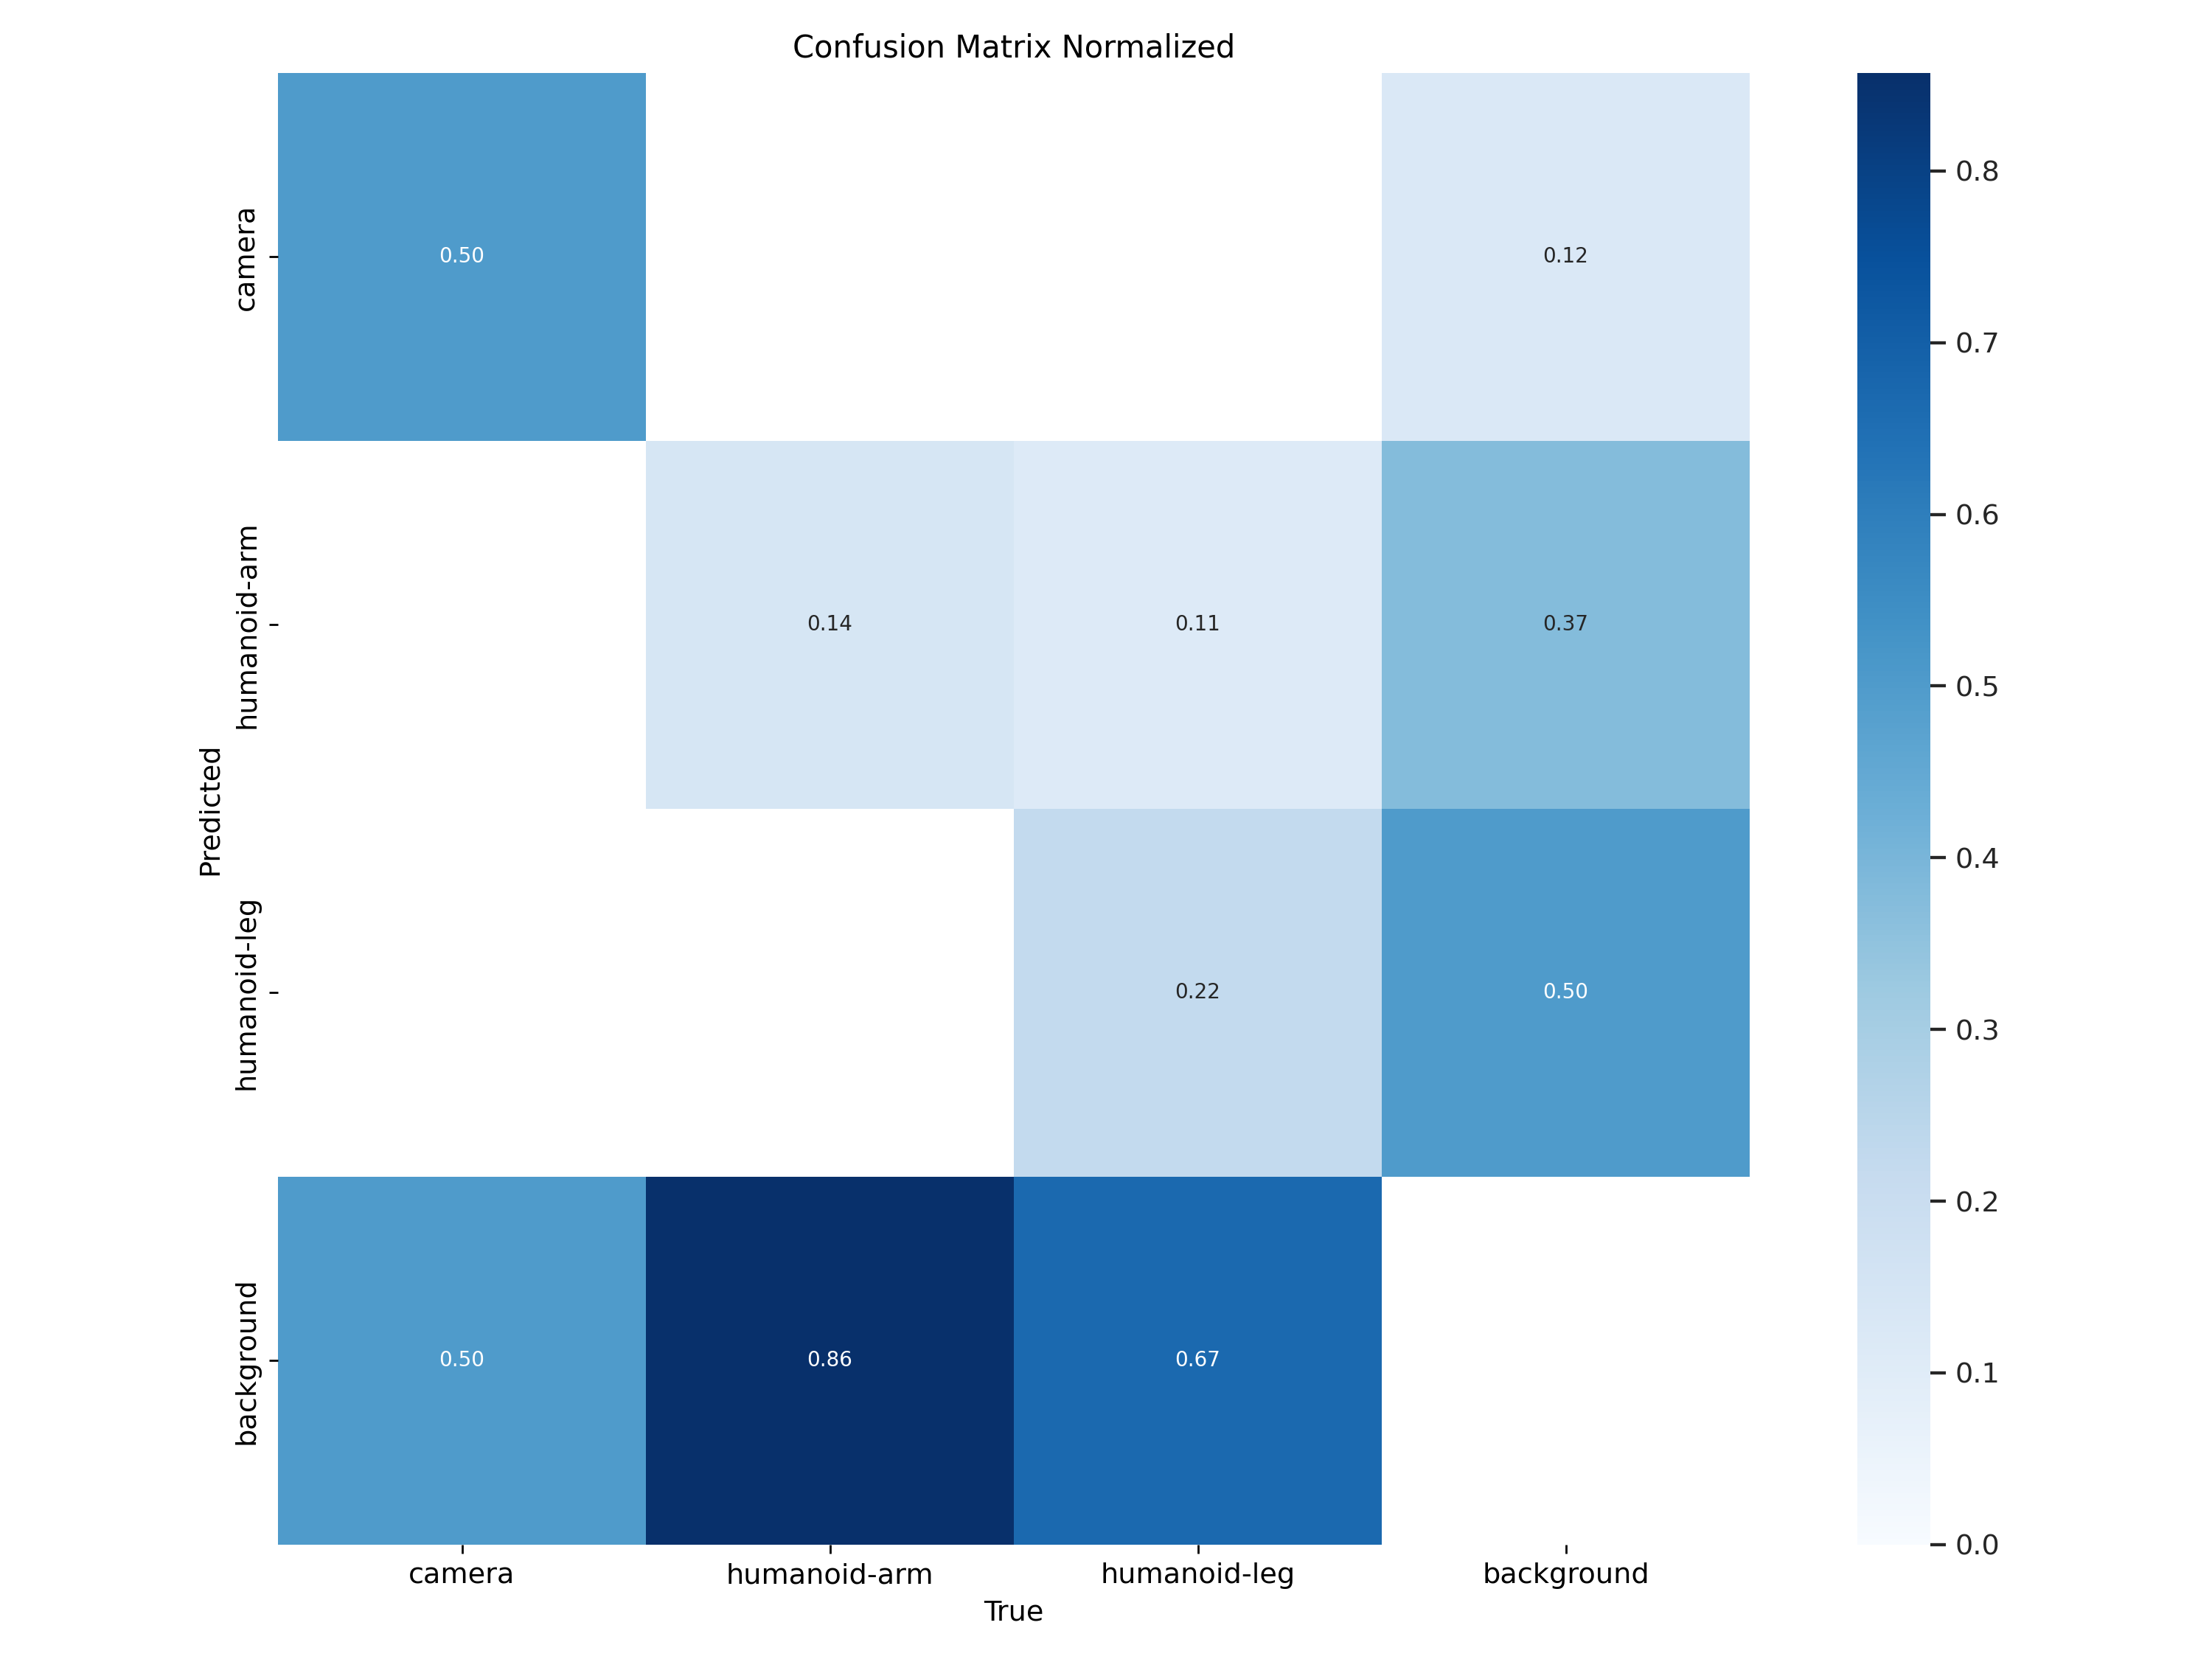 Confusion Matrix Normalized
camera
0.50
0.12
0.8
0.7
humanoid-arm
0.14
0.11
0.37
0.6
0.5
Predicted
humanoid-leg
0.22
0.50
0.4
0.3
background
0.50
0.86
0.67
0.2
0.1
0.0
camera
humanoid-arm
humanoid-leg
background
True